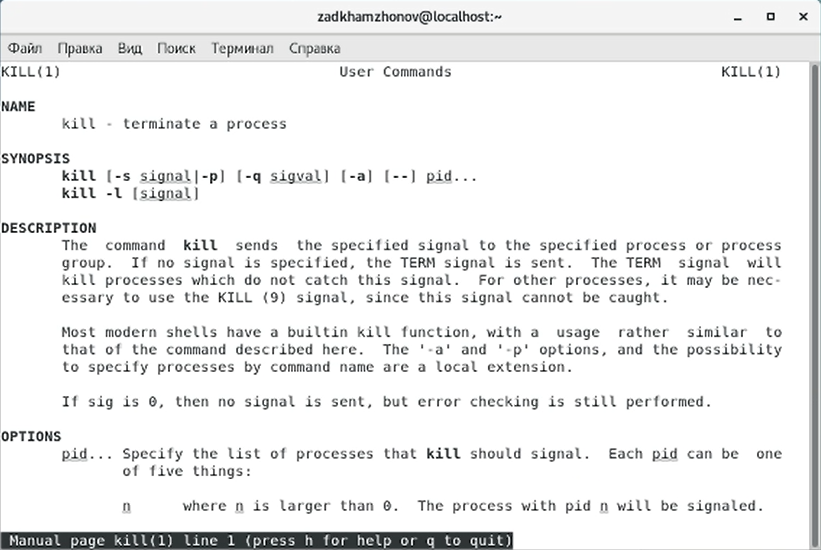 zadkhamzhonov@localhost:~
Файл Правка Вид Поиск Терминал Справка
KILL(1) User Commands KILL(1)
NAME
kill - terminate a process
SYNOPSIS
kill [-s signal|-p] [-q sigval] [-a] [--] pid...
kill -l [signal]
DESCRIPTION
The command kill sends the specified signal to the specified process or process
group. If no signal is specified, the TERM signal is sent. The TERM signal will
kill processes which do not catch this signal. For other processes, it may be nec-
essary to use the KILL (9) signal, since this signal cannot be caught.
Most modern shells have a builtin kill function, with a usage rather similar to
that of the command described here. The '-a' and '-p' options, and the possibility
to specify processes by command name are a local extension.
If sig is 0, then no signal is sent, but error checking is still performed.
OPTIONS
pid... Specify the list of processes that kill should signal. Each pid can be one
of five things:
n where n is larger than 0. The process with pid n will be signaled.
Manual page kill(1) line 1 (press h for help or q to quit)